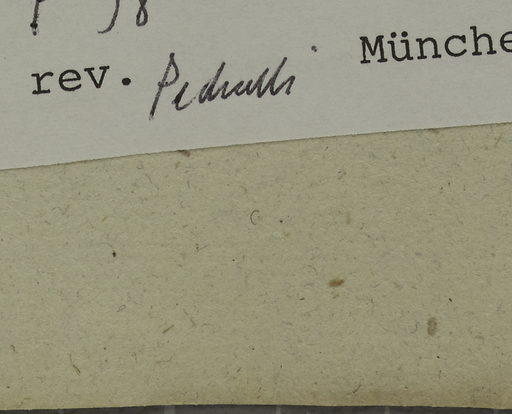 rev. Pedrotti Münche